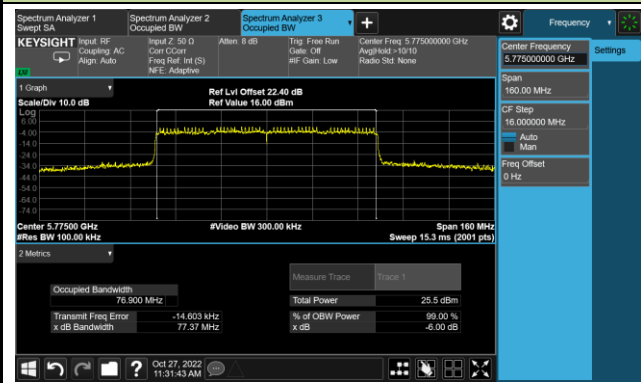 Spectrum Analyzer 1
Swept SA
Spectrum Analyzer 2
Occupied BW
Spectrum Analyzer 3
Occupied BW
Frequency
KEYSIGHT
Input: RF
Coupling: AC
Align: Auto
Input Z: 50 Ω
Corr CCorr
Freq Ref: Int (S)
NFE: Adaptive
Atten: 8 dB
Trig: Free Run
Gate: Off
#IF Gain: Low
Center Freq: 5.775000000 GHz
Avg|Hold:>10/10
Radio Std: None
Center Frequency
5.775000000 GHz
Settings
Span
160.00 MHz
CF Step
16.000000 MHz
Auto
Man
Freq Offset
0 Hz
1 Graph
Scale/Div 10.0 dB
Ref Lvl Offset 22.40 dB
Ref Value 16.00 dBm
Log
6.00
-4.00
-14.0
-24.0
-34.0
-44.0
-54.0
-64.0
-74.0
Center 5.77500 GHz
#Res BW 100.00 kHz
#Video BW 300.00 kHz
Span 160 MHz
Sweep 15.3 ms (2001 pts)
2 Metrics
Measure Trace
Trace 1
Occupied Bandwidth
76.900 MHz
Total Power
25.5 dBm
Transmit Freq Error
-14.603 kHz
% of OBW Power
99.00 %
x dB Bandwidth
77.37 MHz
x dB
-6.00 dB
Oct 27, 2022
11:31:43 AM